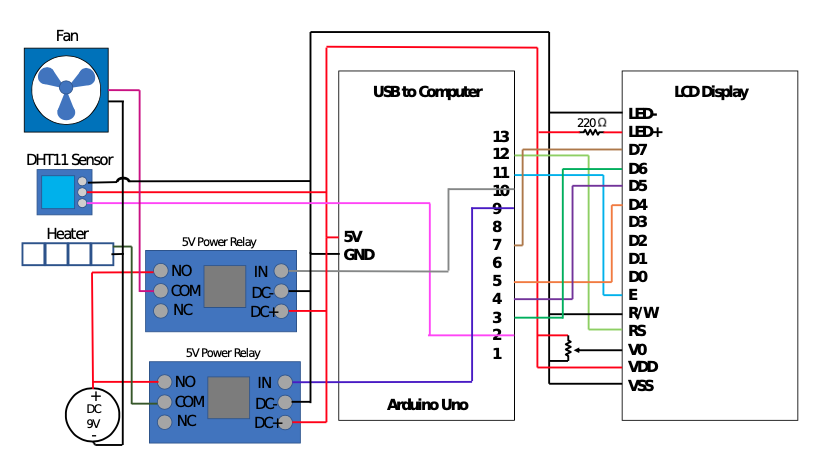 Fan
DHT11 Sensor
Heater
5V Power Relay
NO
COM
NC
IN
DC-
DC+
5V Power Relay
NO
COM
NC
IN
DC-
DC+
+
DC
9V
-
USB to Computer
13
12
11
10
9
8
7
6
5
4
3
2
1
5V
GND
Arduino Uno
220 Ω
LCD Display
LED-
LED+
D7
D6
D5
D4
D3
D2
D1
D0
E
R/W
RS
V0
VDD
VSS